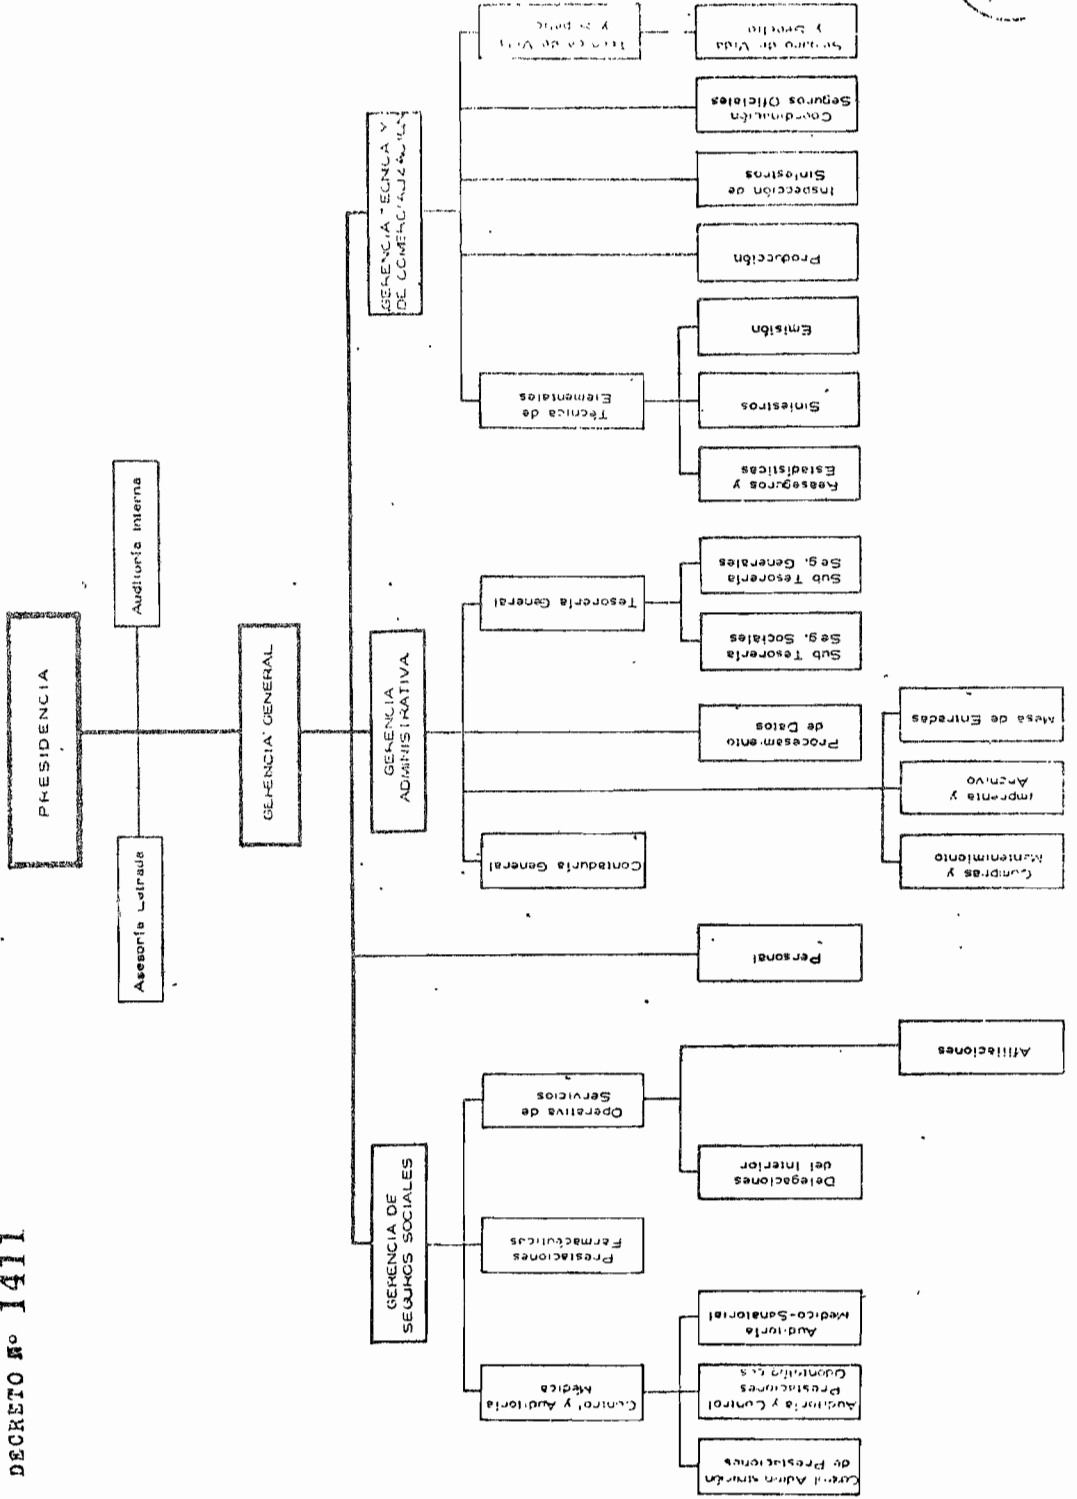 DECRETO Nº 1411
PRESIDENCIA
Asesoría Letrada
Auditoría Interna
GERENCIA GENERAL
GERENCIA DE
SEGUROS SOCIALES
GERENCIA
ADMINISTRATIVA
GERENCIA TECNICA Y
DE COMERCIALIZACION
Control y Auditoría
Médica
Prestaciones
Farmacéuticas
Operativa de
Servicios
Contaduría General
Tesorería General
Técnica de
Elementales
Técnica de Vida
y
Control Administración
de Prestaciones
Auditoría y Control
Prestaciones
Odontológicas
Auditoría
Médico-Sanatorial
Delegaciones
del Interior
Personal
Procesamiento
de Datos
Sub Tesorería
Seg. Sociales
Sub Tesorería
Seg. Generales
Reaseguros y
Estadísticas
Siniestros
Emisión
Producción
Inspección de
Siniestros
Coordinación
Seguros Oficiales
Seguro de Vida
y Sepelio
Afiliaciones
Compras y
Mantenimiento
Imprenta y
Archivo
Mesa de Entradas